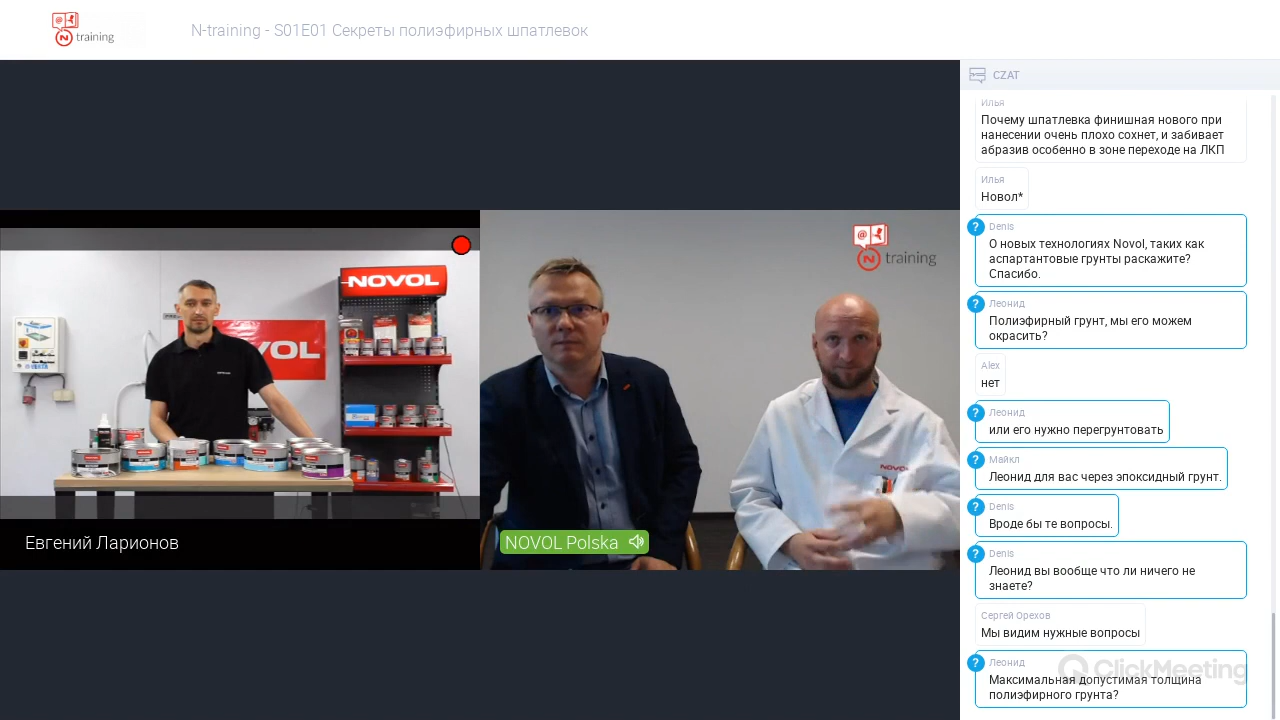 training
N-training - S01E01 Секреты полиэфирных шпатлевок
CZAT
Илья
Почему шпатлевка финишная нового при
нанесении очень плохо сохнет, и забивает
абразив особенно в зоне переходе на ЛКП
Илья
Новол*
Denis
О новых технологиях Novol, таких как
аспартантовые грунты раскажите?
Спасибо.
Леонид
Полиэфирный грунт, мы его можем
окрасить?
Alex
нет
Леонид
или его нужно перегрунтовать
Майкл
Леонид для вас через эпоксидный грунт.
Denis
Вроде бы те вопросы.
Denis
Леонид вы вообще что ли ничего не
знаете?
Сергей Орехов
Мы видим нужные вопросы
Леонид
Максимальная допустимая толщина
полиэфирного грунта?
ClickMeeting
NOVOL
VOL
training
NOVOL
Евгений Ларионов
NOVOL Polska